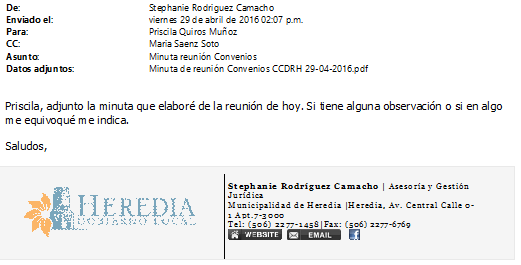 De: Stephanie Rodriguez Camacho
Enviado el: viernes 29 de abril de 2016 02:07 p.m.
Para: Priscila Quiros Muñoz
CC: Maria Saenz Soto
Asunto: Minuta reunión Convenios
Datos adjuntos: Minuta de reunión Convenios CCDRH 29-04-2016.pdf
Priscila, adjunto la minuta que elaboré de la reunión de hoy. Si tiene alguna observación o si en algo
me equivoqué me indica.
Saludos,
HEREDIA
GOBIERNO LOCAL
Stephanie Rodríguez Camacho | Asesoría y Gestión
Jurídica
Municipalidad de Heredia |Heredia, Av. Central Calle 0-
1 Apt.7-3000
Tel: (506) 2277-1458|Fax: (506) 2277-6769
WEBSITE EMAIL f